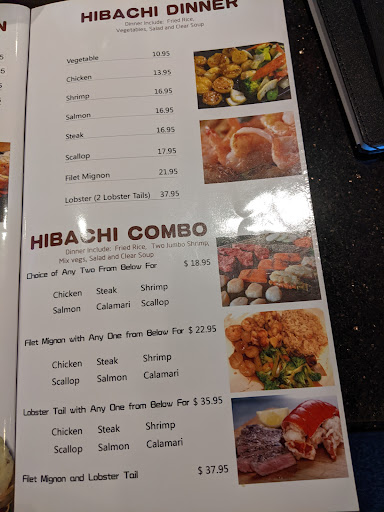 N
HIBACHI DINNER
Dinner Include: Fried Rice,
Vegetables, Salad and Clear Soup
Vegetable 10.95
Chicken 13.95
Shrimp 16.95
Salmon 16.95
Steak 16.95
Scallop 17.95
Filet Mignon 21.95
Lobster (2 Lobster Tails) 37.95
HIBACHI COMBO
Dinner Include: Fried Rice, Two Jumbo Shrimp,
Mix vegs, Salad and Clear Soup
Choice of Any Two From Below For $ 18.95
Chicken Steak Shrimp
Salmon Calamari Scallop
Filet Mignon with Any One from Below For $ 22.95
Chicken Steak Shrimp
Scallop Salmon Calamari
Lobster Tail with Any One from Below For $ 35.95
Chicken Steak Shrimp
Scallop Salmon Calamari
Filet Mignon and Lobster Tail $ 37.95